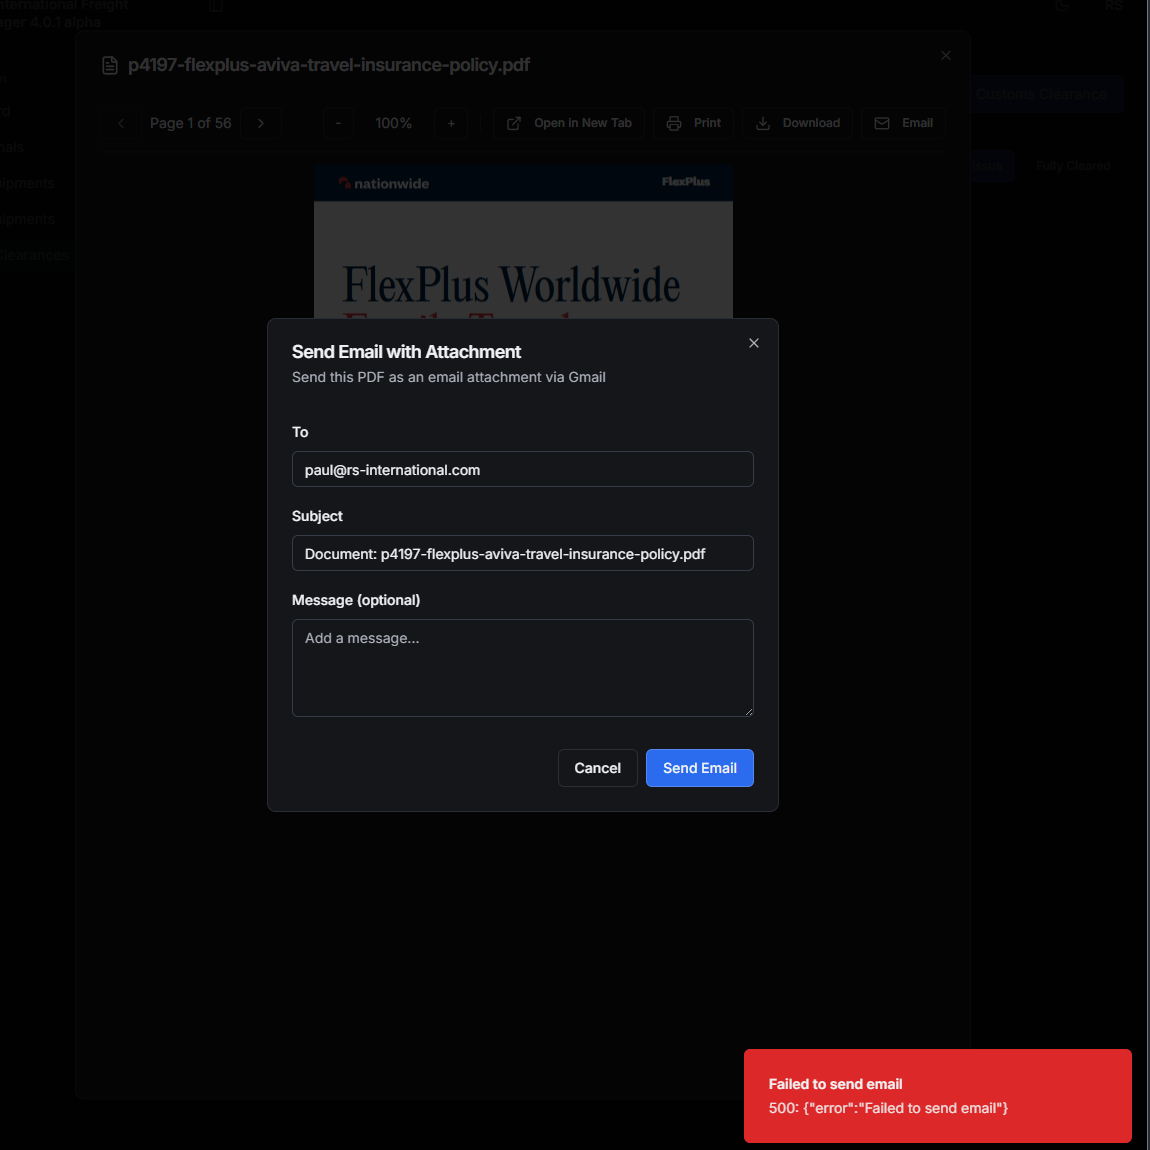 nternational Freight
ager 4.0.1 alpha
RS
p4197-flexplus-aviva-travel-insurance-policy.pdf
Customs Clearance
Page 1 of 56
-
100%
+
Open in New Tab
Print
Download
Email
Issue
Fully Cleared
nationwide
FlexPlus
ipments
ipments
Clearances
FlexPlus Worldwide
Send Email with Attachment
Send this PDF as an email attachment via Gmail
To
paul@rs-international.com
Subject
Document: p4197-flexplus-aviva-travel-insurance-policy.pdf
Message (optional)
Add a message...
Cancel
Send Email
Failed to send email
500: {"error":"Failed to send email"}